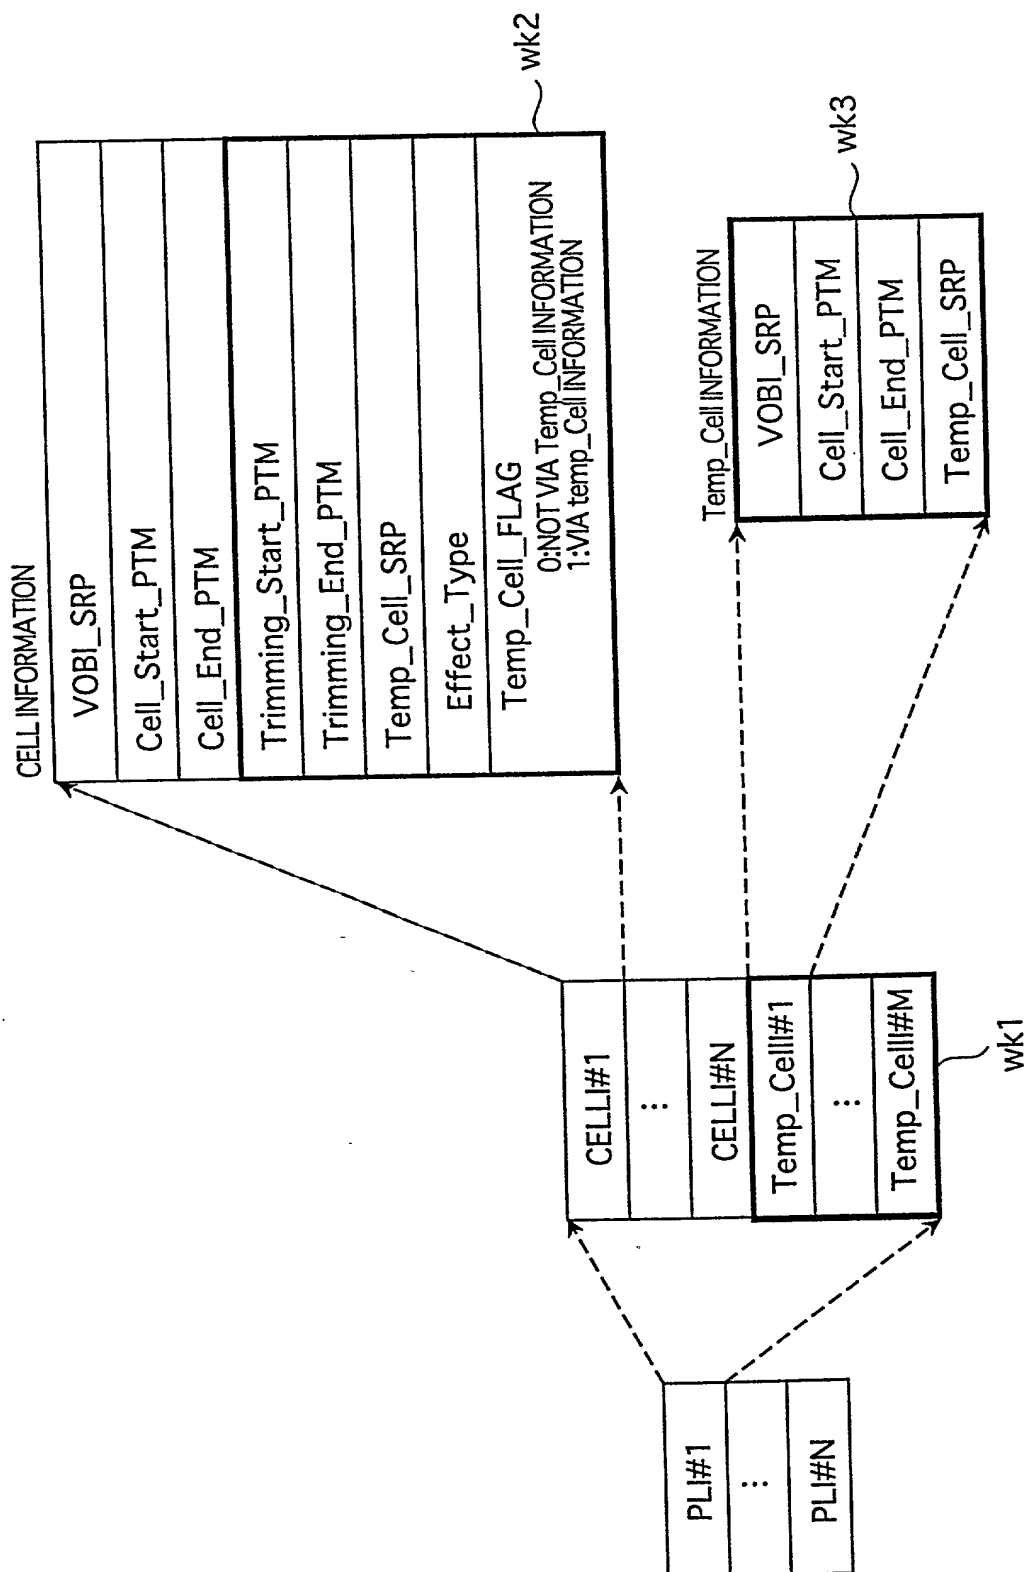 PLI#1
⋮
PLI#N
CELLI#1
⋮
CELLI#N
Temp_CellI#1
⋮
Temp_CellI#M
wk1
CELL INFORMATION
VOBI_SRP
Cell_Start_PTM
Cell_End_PTM
Trimming_Start_PTM
Trimming_End_PTM
Temp_Cell_SRP
Effect_Type
Temp_Cell_FLAG
0:NOT VIA Temp_Cell INFORMATION
1:VIA temp_Cell INFORMATION
wk2
Temp_Cell INFORMATION
VOBI_SRP
Cell_Start_PTM
Cell_End_PTM
Temp_Cell_SRP
wk3